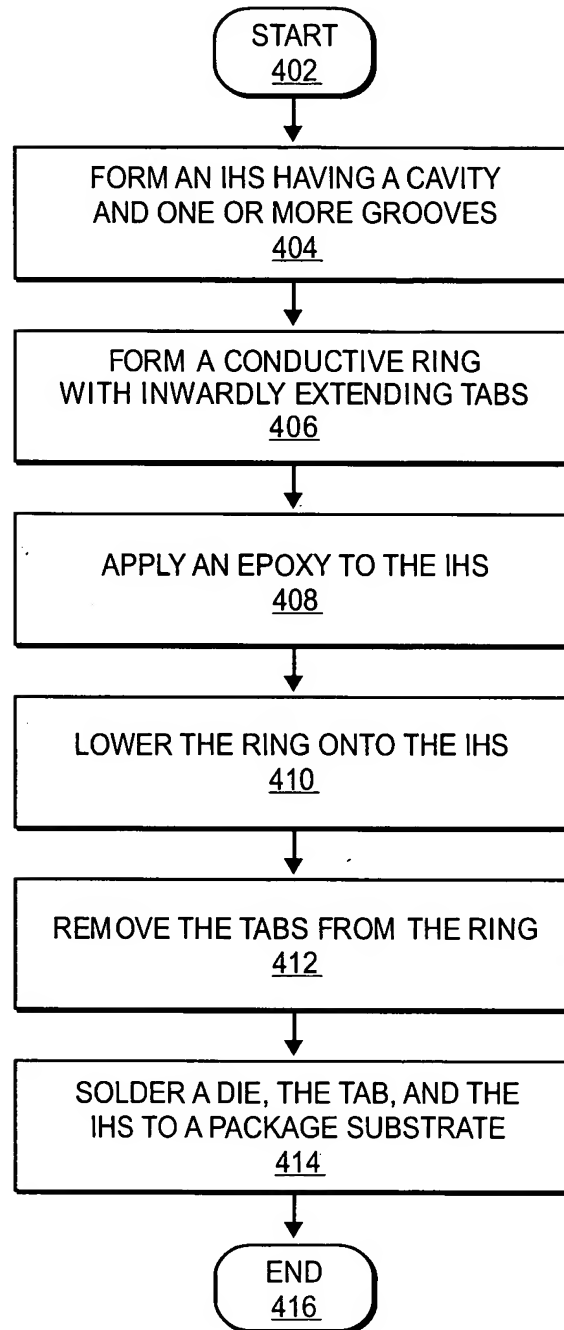 START
402
FORM AN IHS HAVING A CAVITY
AND ONE OR MORE GROOVES
404
FORM A CONDUCTIVE RING
WITH INWARDLY EXTENDING TABS
406
APPLY AN EPOXY TO THE IHS
408
LOWER THE RING ONTO THE IHS
410
REMOVE THE TABS FROM THE RING
412
SOLDER A DIE, THE TAB, AND THE
IHS TO A PACKAGE SUBSTRATE
414
END
416